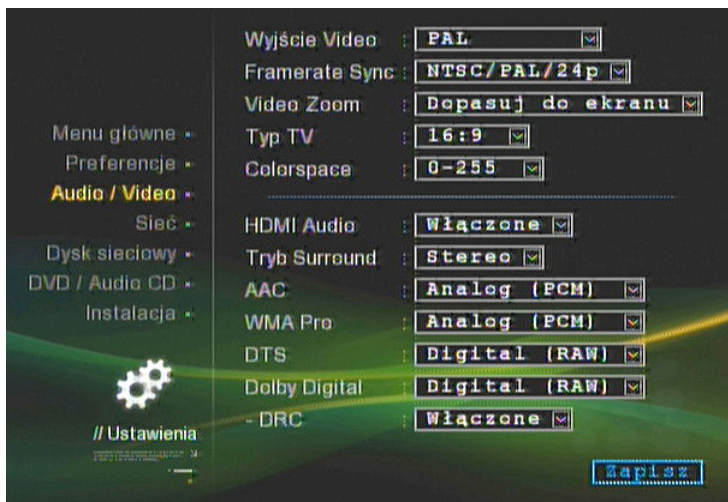 Wyjście Video : PAL
Framerate Sync : NTSC/PAL/24p
Video Zoom : Dopasuj do ekranu
Typ TV : 16:9
Colorspace : 0-255
Menu główne
Preferencje
Audio / Video
Sieć
Dysk sieciowy
DVD / Audio CD
Instalacja
HDMI Audio : Włączone
Tryb Surround : Stereo
AAC : Analog (PCM)
WMA Pro : Analog (PCM)
DTS : Digital (RAW)
Dolby Digital : Digital (RAW)
- DRC : Włączone
// Ustawienia
Zapisz